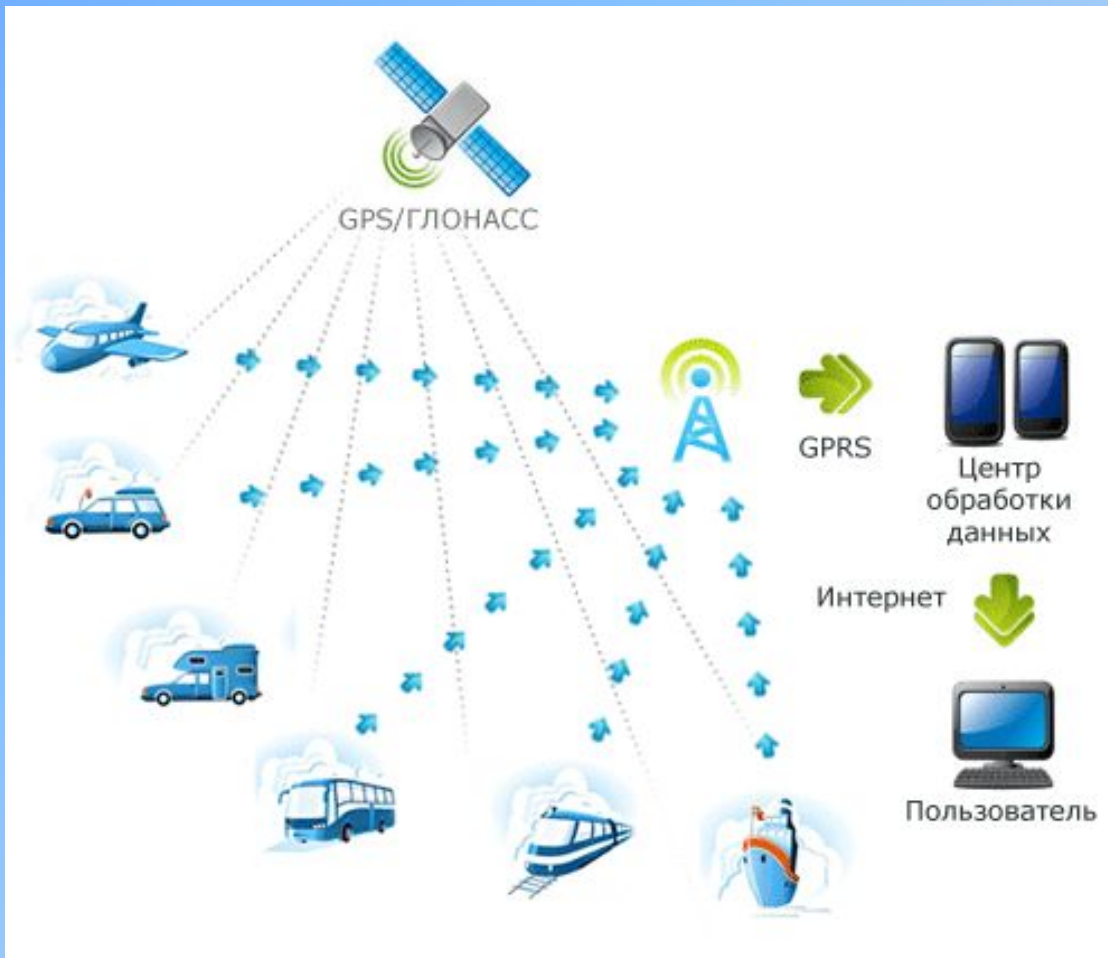 GPS/ГЛОНАСС
GPRS
Центр
обработки
данных
Интернет
Пользователь